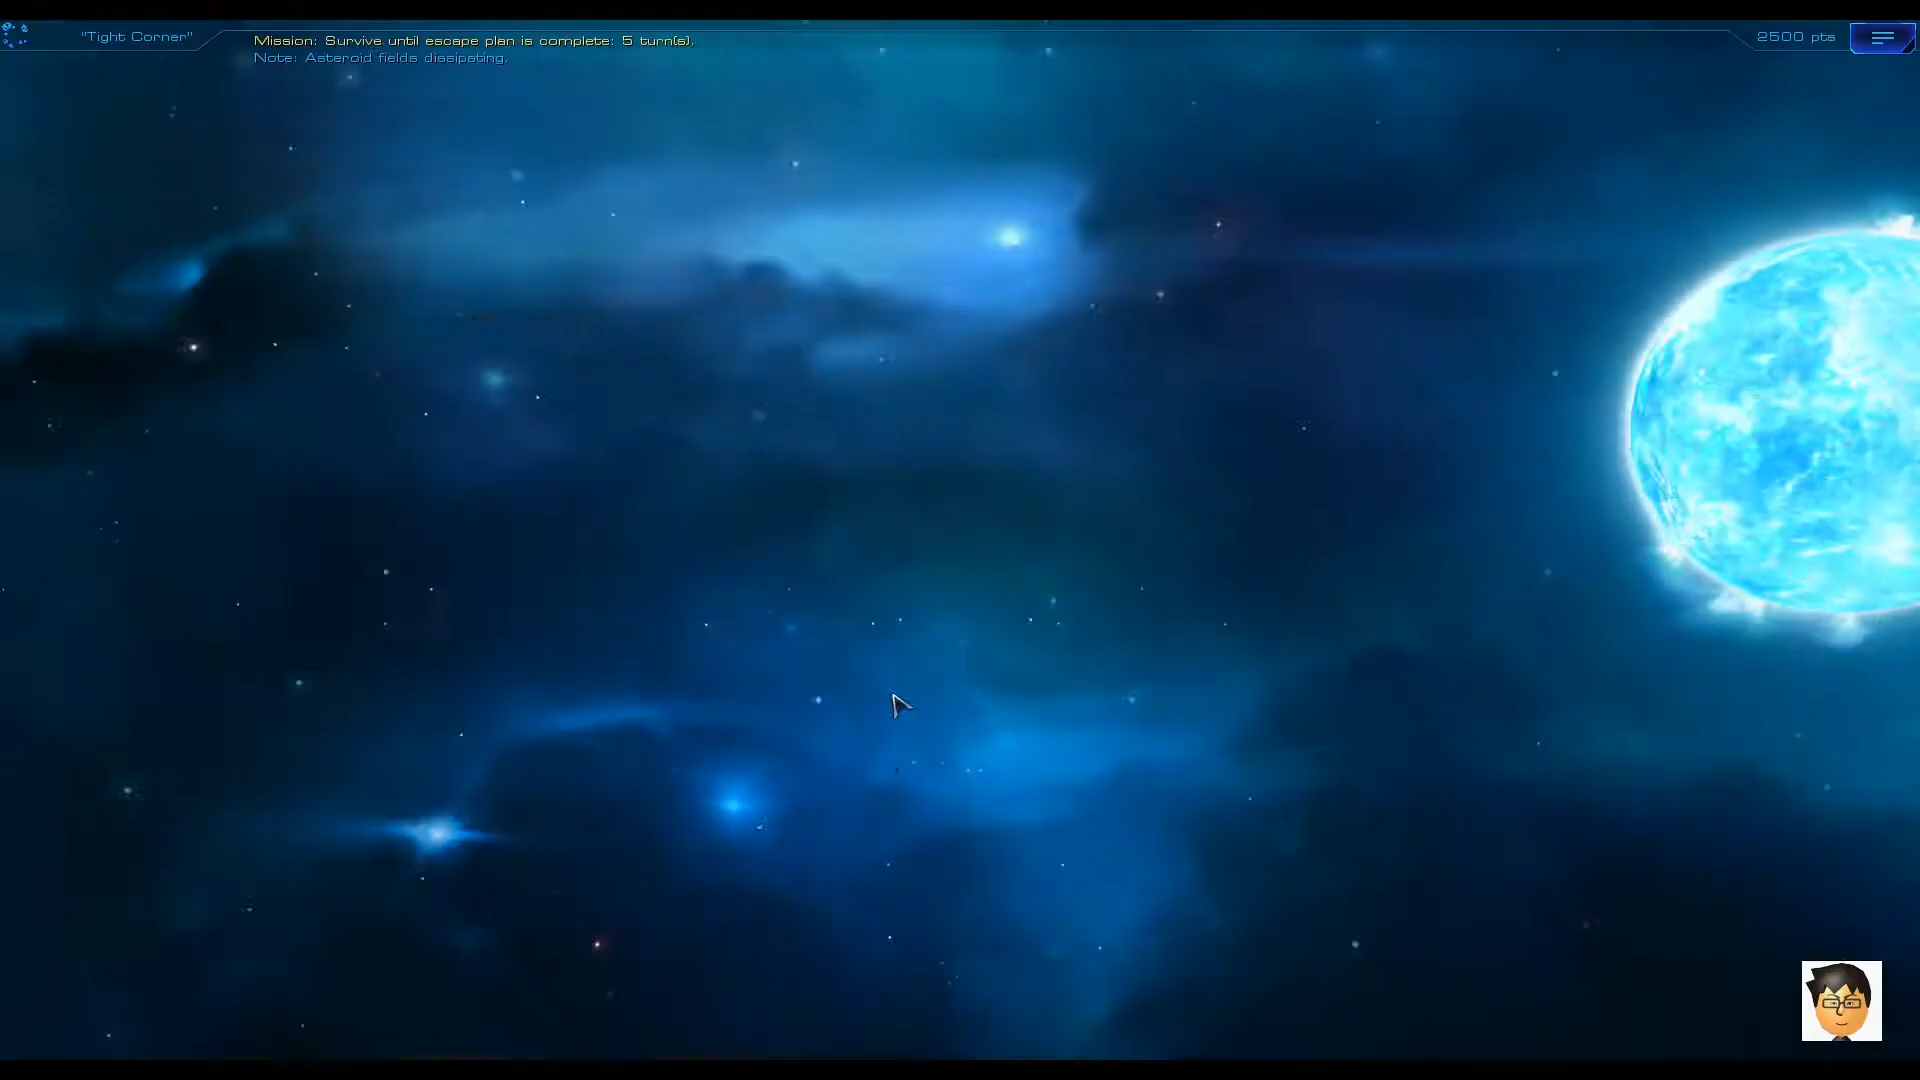 "Tight Corner"
Mission: Survive until escape plan is complete: 5 turn(s).
Note: Asteroid fields dissipating.
2500 pts